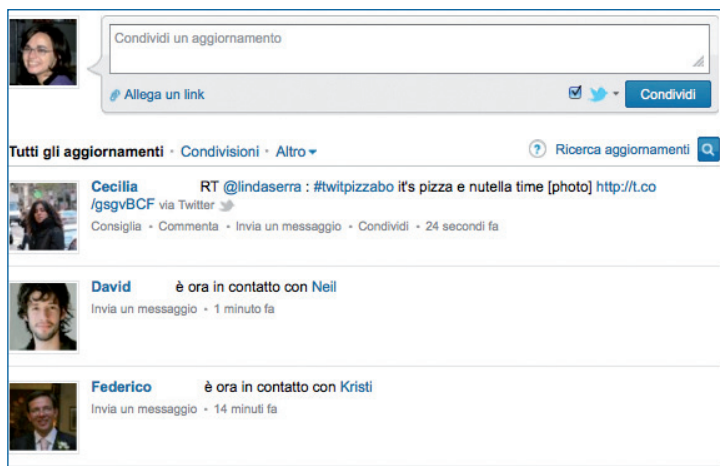 Condividi un aggiornamento
Allega un link
Condividi
Tutti gli aggiornamenti · Condivisioni · Altro
? Ricerca aggiornamenti
Cecilia RT @lindaserra : #twitpizzabo it's pizza e nutella time [photo] http://t.co
/gsgvBCF via Twitter
Consiglia · Commenta · Invia un messaggio · Condividi · 24 secondi fa
David è ora in contatto con Neil
Invia un messaggio · 1 minuto fa
Federico è ora in contatto con Kristi
Invia un messaggio · 14 minuti fa